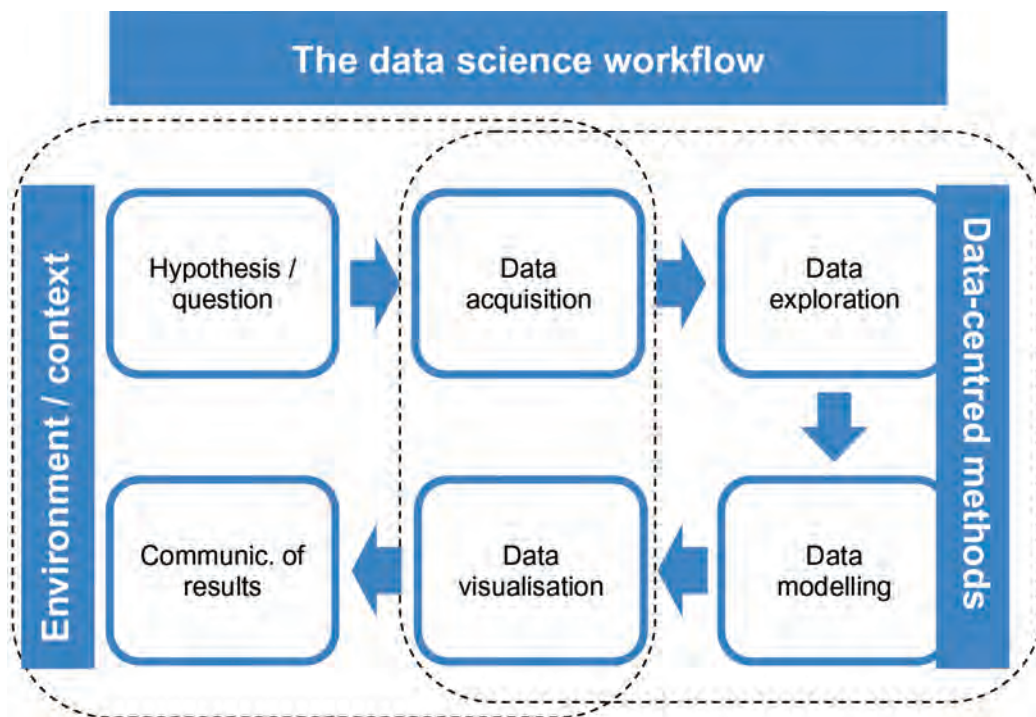 The data science workflow
Environment / context
Hypothesis /
question
Data
acquisition
Data
exploration
Data-centred methods
Communic. of
results
Data
visualisation
Data
modelling